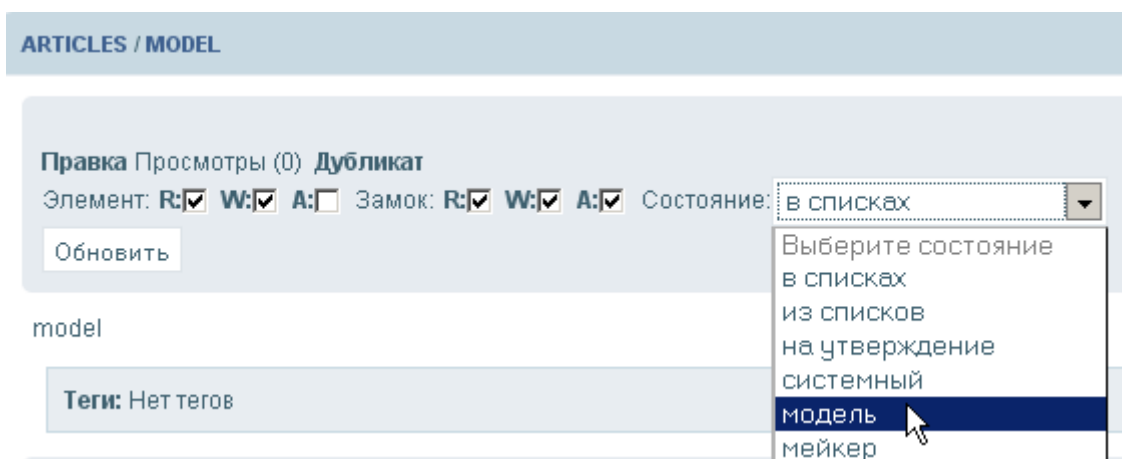 ARTICLES / MODEL
Правка Просмотры (0) Дубликат
Элемент: R: W: A: Замок: R: W: A: Состояние: в списках
Обновить
Выберите состояние
в списках
из списков
на утверждение
системный
модель
мейкер
model
Теги: Нет тегов